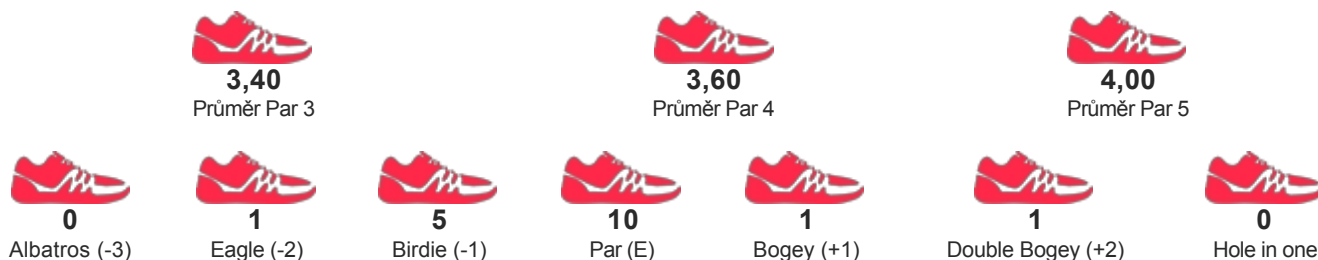 3,40 3,60 4,00
Průměr Par 3 Průměr Par 4 Průměr Par 5
0 1 5 10 1 1 0
Albatros (-3) Eagle (-2) Birdie (-1) Par (E) Bogey (+1) Double Bogey (+2) Hole in one